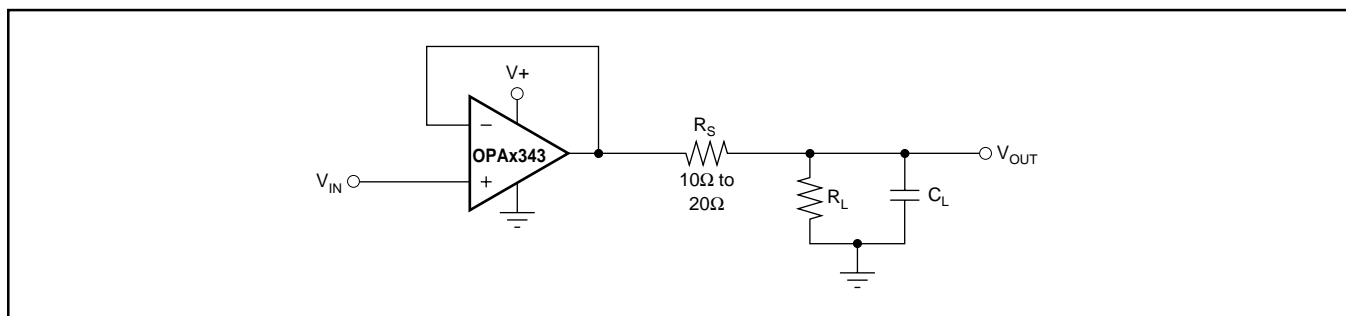 V+
OPAx343
−
+
V_IN
R_S
10Ω to
20Ω
R_L
C_L
V_OUT